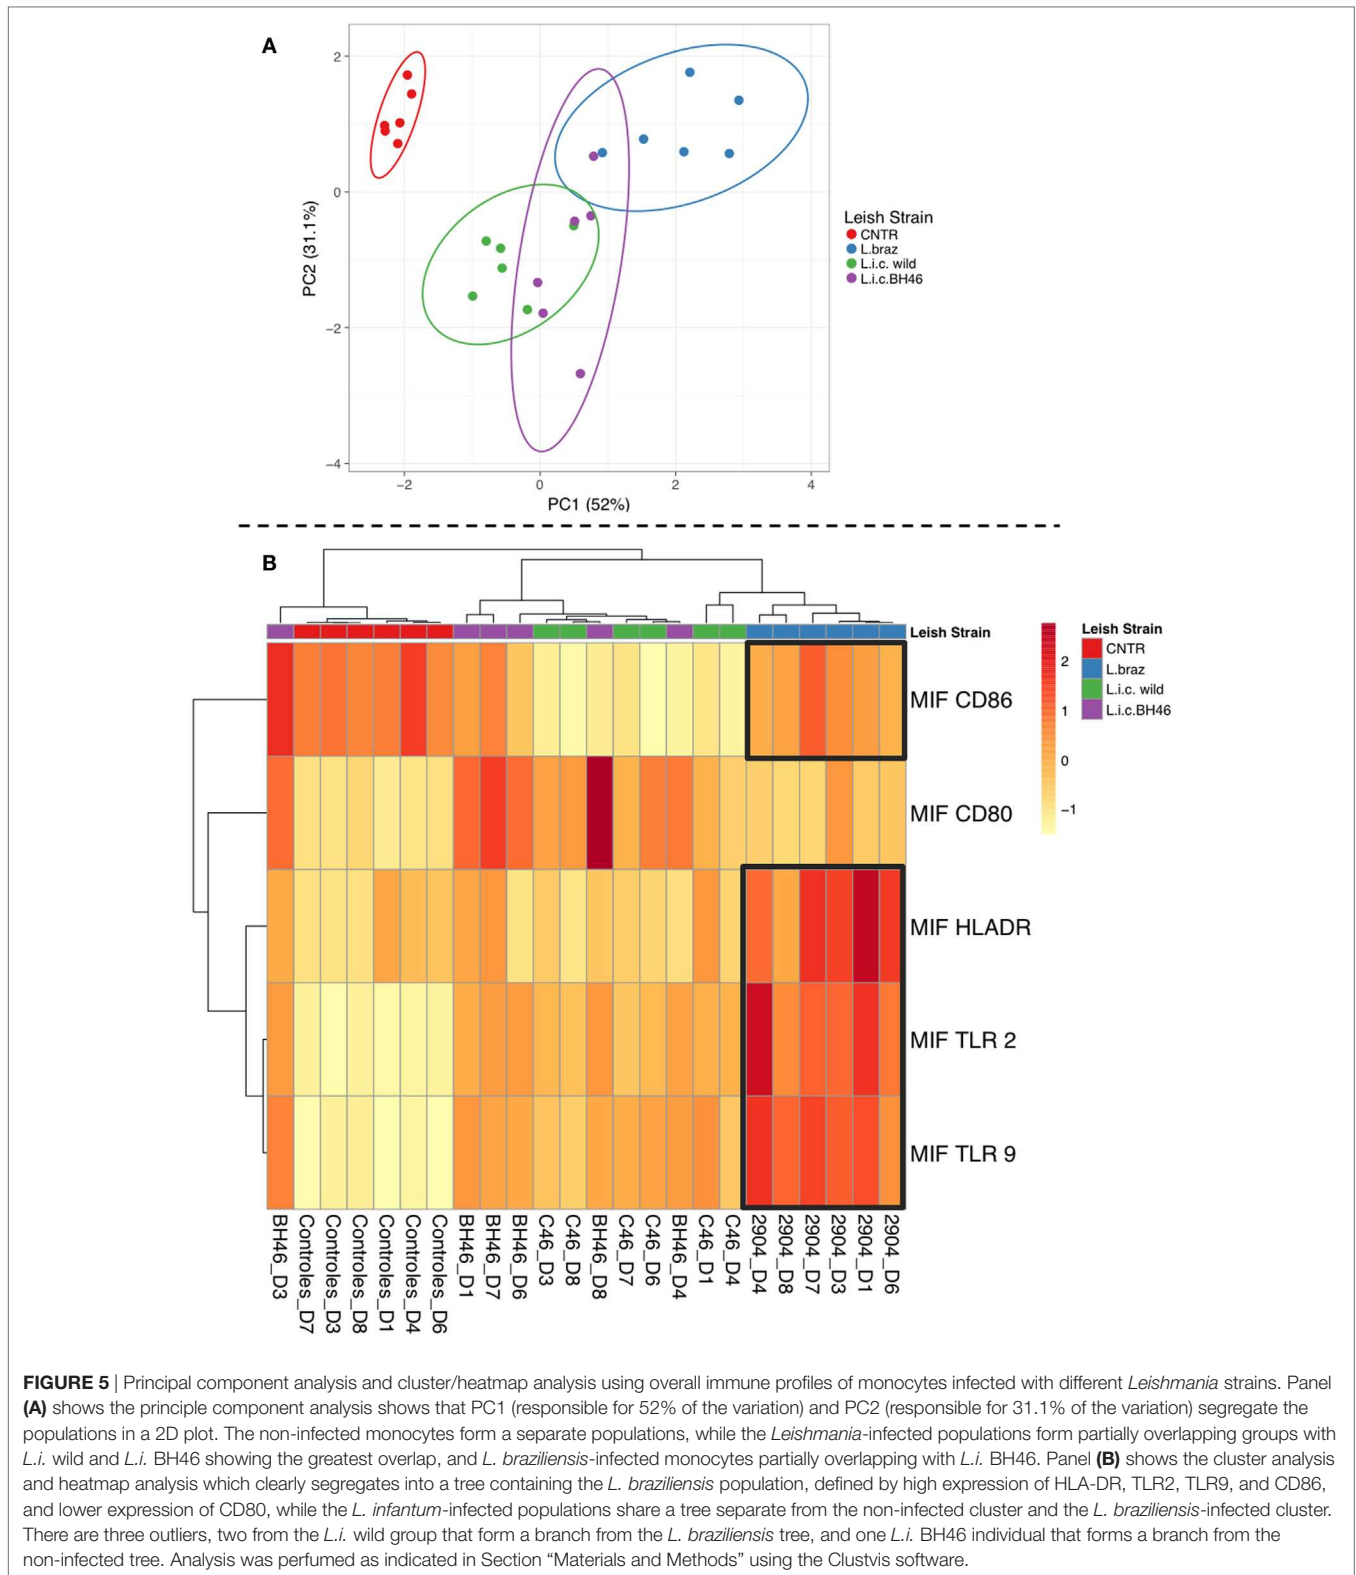 A
2
0
−2
−4
PC2 (31.1%)
−2
0
2
4
PC1 (52%)
Leish Strain
CNTR
L.braz
L.i.c. wild
L.i.c.BH46
B
Leish Strain
MIF CD86
MIF CD80
MIF HLADR
MIF TLR 2
MIF TLR 9
2
1
0
−1
Leish Strain
CNTR
L.braz
L.i.c. wild
L.i.c.BH46
BH46_D3
Controles_D7
Controles_D3
Controles_D8
Controles_D1
Controles_D4
Controles_D6
BH46_D1
BH46_D7
BH46_D6
C46_D3
C46_D8
BH46_D8
C46_D7
C46_D6
BH46_D4
C46_D1
C46_D4
2904_D4
2904_D8
2904_D7
2904_D3
2904_D1
2904_D6
FIGURE 5 | Principal component analysis and cluster/heatmap analysis using overall immune profiles of monocytes infected with different Leishmania strains. Panel
(A) shows the principle component analysis shows that PC1 (responsible for 52% of the variation) and PC2 (responsible for 31.1% of the variation) segregate the
populations in a 2D plot. The non-infected monocytes form a separate populations, while the Leishmania-infected populations form partially overlapping groups with
L.i. wild and L.i. BH46 showing the greatest overlap, and L. braziliensis-infected monocytes partially overlapping with L.i. BH46. Panel (B) shows the cluster analysis
and heatmap analysis which clearly segregates into a tree containing the L. braziliensis population, defined by high expression of HLA-DR, TLR2, TLR9, and CD86,
and lower expression of CD80, while the L. infantum-infected populations share a tree separate from the non-infected cluster and the L. braziliensis-infected cluster.
There are three outliers, two from the L.i. wild group that form a branch from the L. braziliensis tree, and one L.i. BH46 individual that forms a branch from the
non-infected tree. Analysis was perfumed as indicated in Section “Materials and Methods” using the Clustvis software.